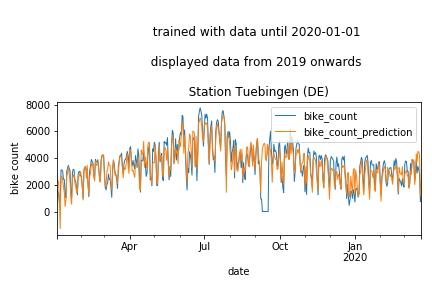 trained with data until 2020-01-01
displayed data from 2019 onwards
Station Tuebingen (DE)
8000
6000
4000
2000
0
bike count
bike_count
bike_count_prediction
Apr
Jul
Oct
Jan
2020
date